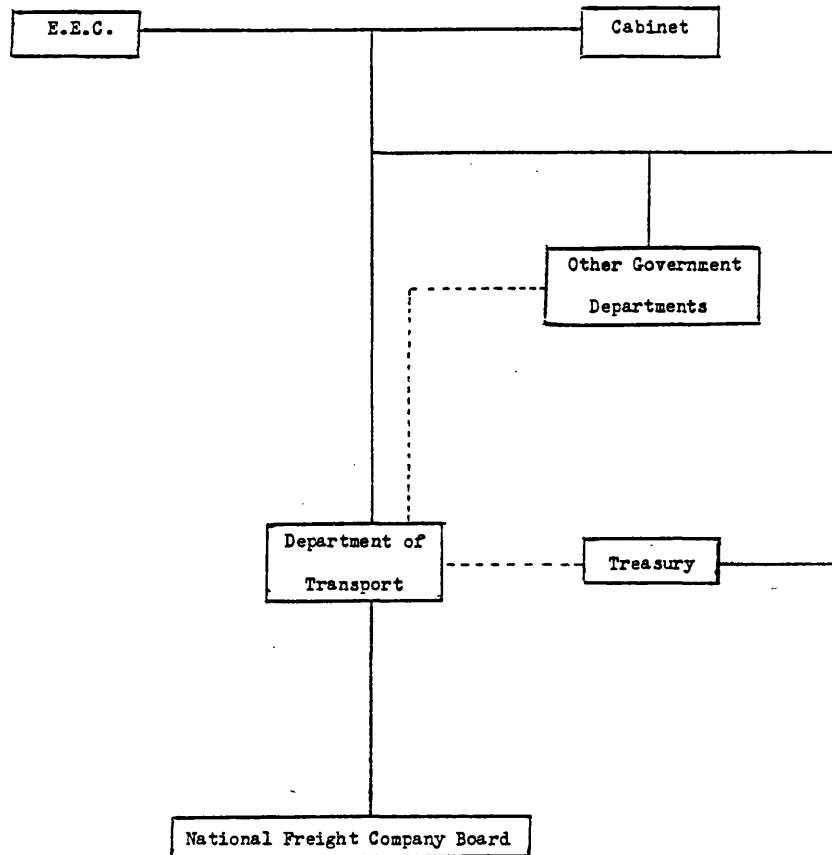 E.E.C.
Cabinet
Other Government
Departments
Department of
Transport
Treasury
National Freight Company Board